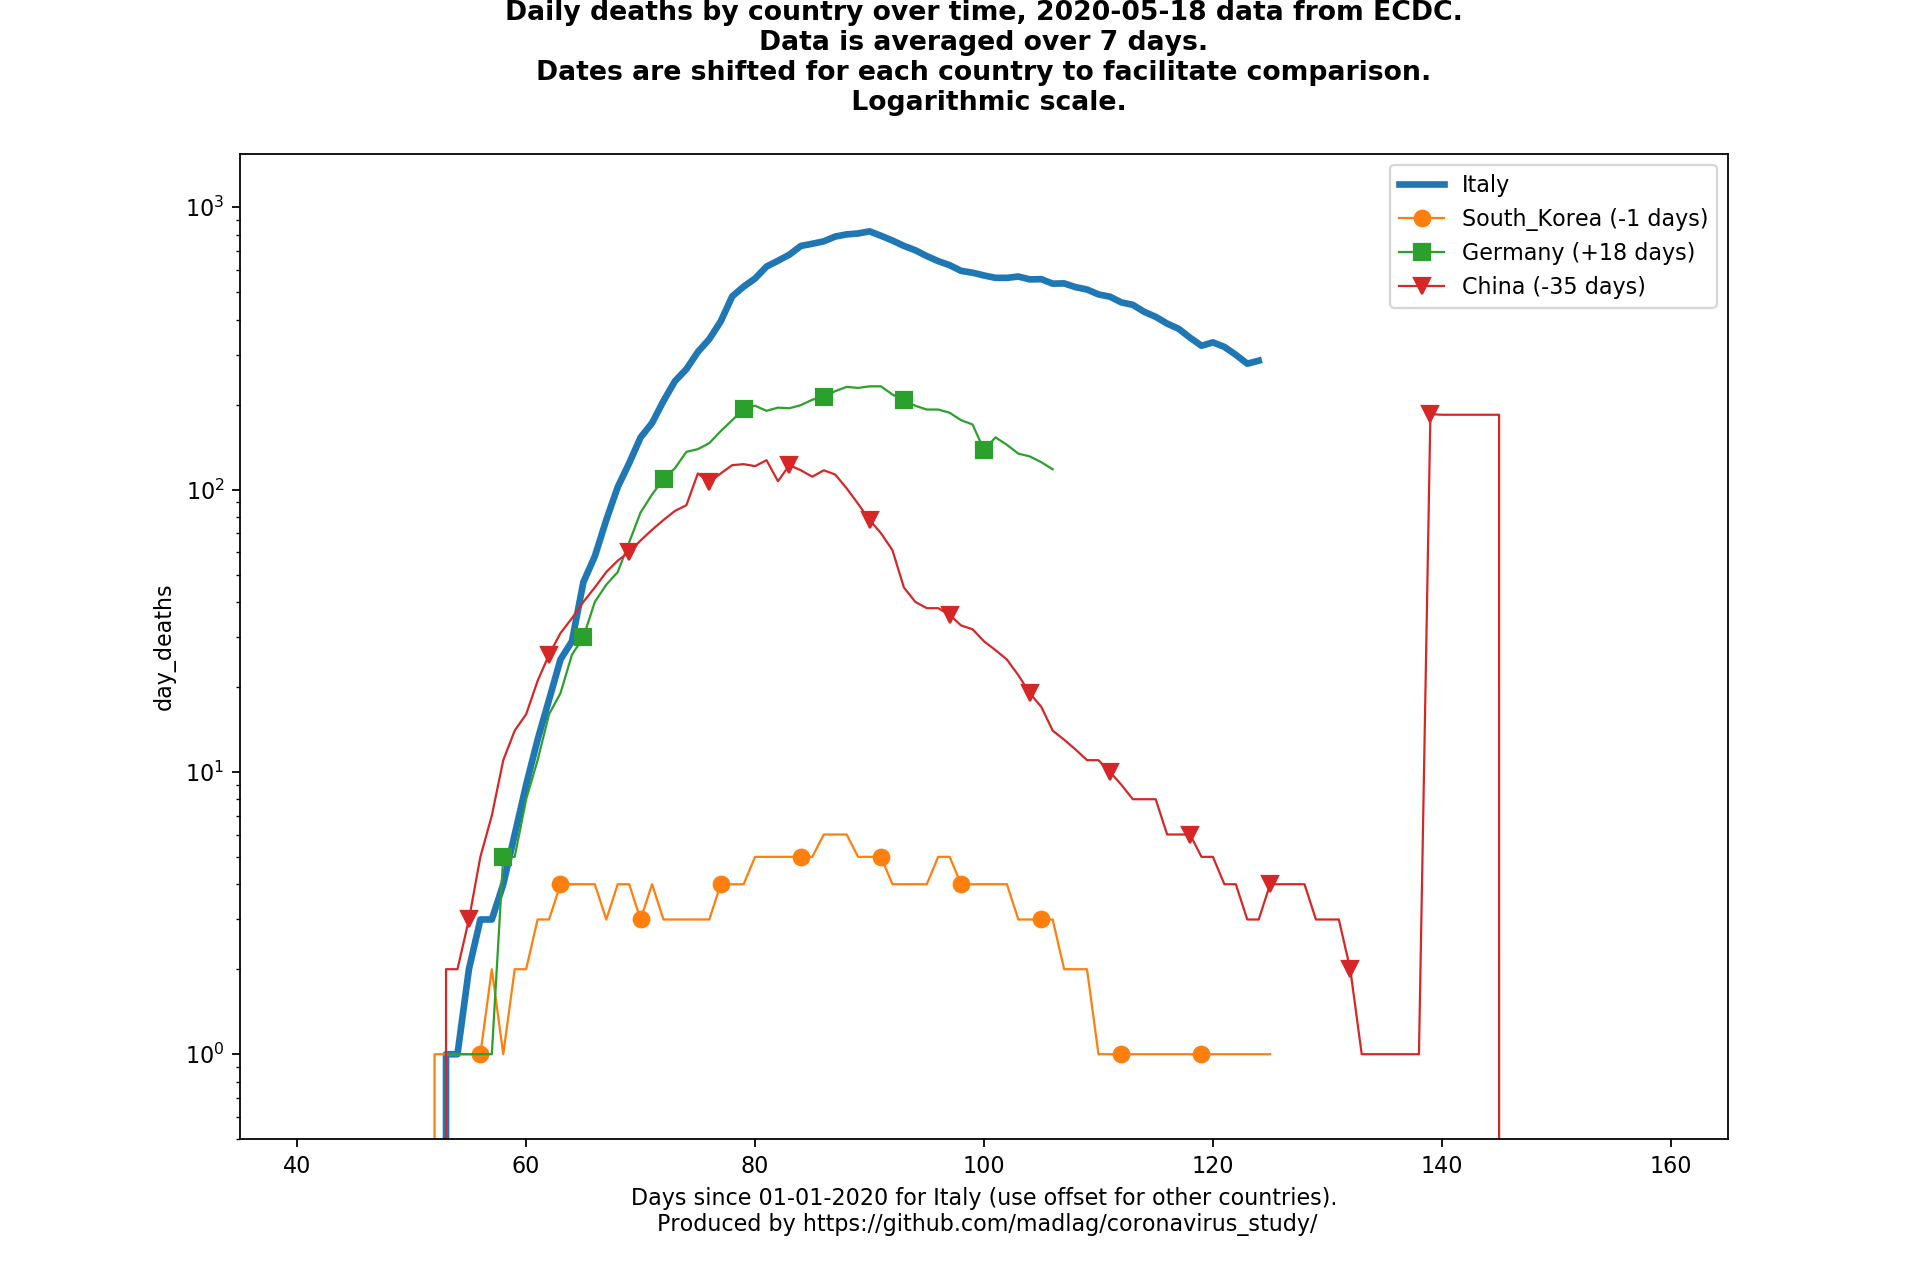 Daily deaths by country over time, 2020-05-18 data from ECDC.
Data is averaged over 7 days.
Dates are shifted for each country to facilitate comparison.
Logarithmic scale.
Italy
South_Korea (-1 days)
Germany (+18 days)
China (-35 days)
day_deaths
10³
10²
10¹
10⁰
40 60 80 100 120 140 160
Days since 01-01-2020 for Italy (use offset for other countries).
Produced by https://github.com/madlag/coronavirus_study/